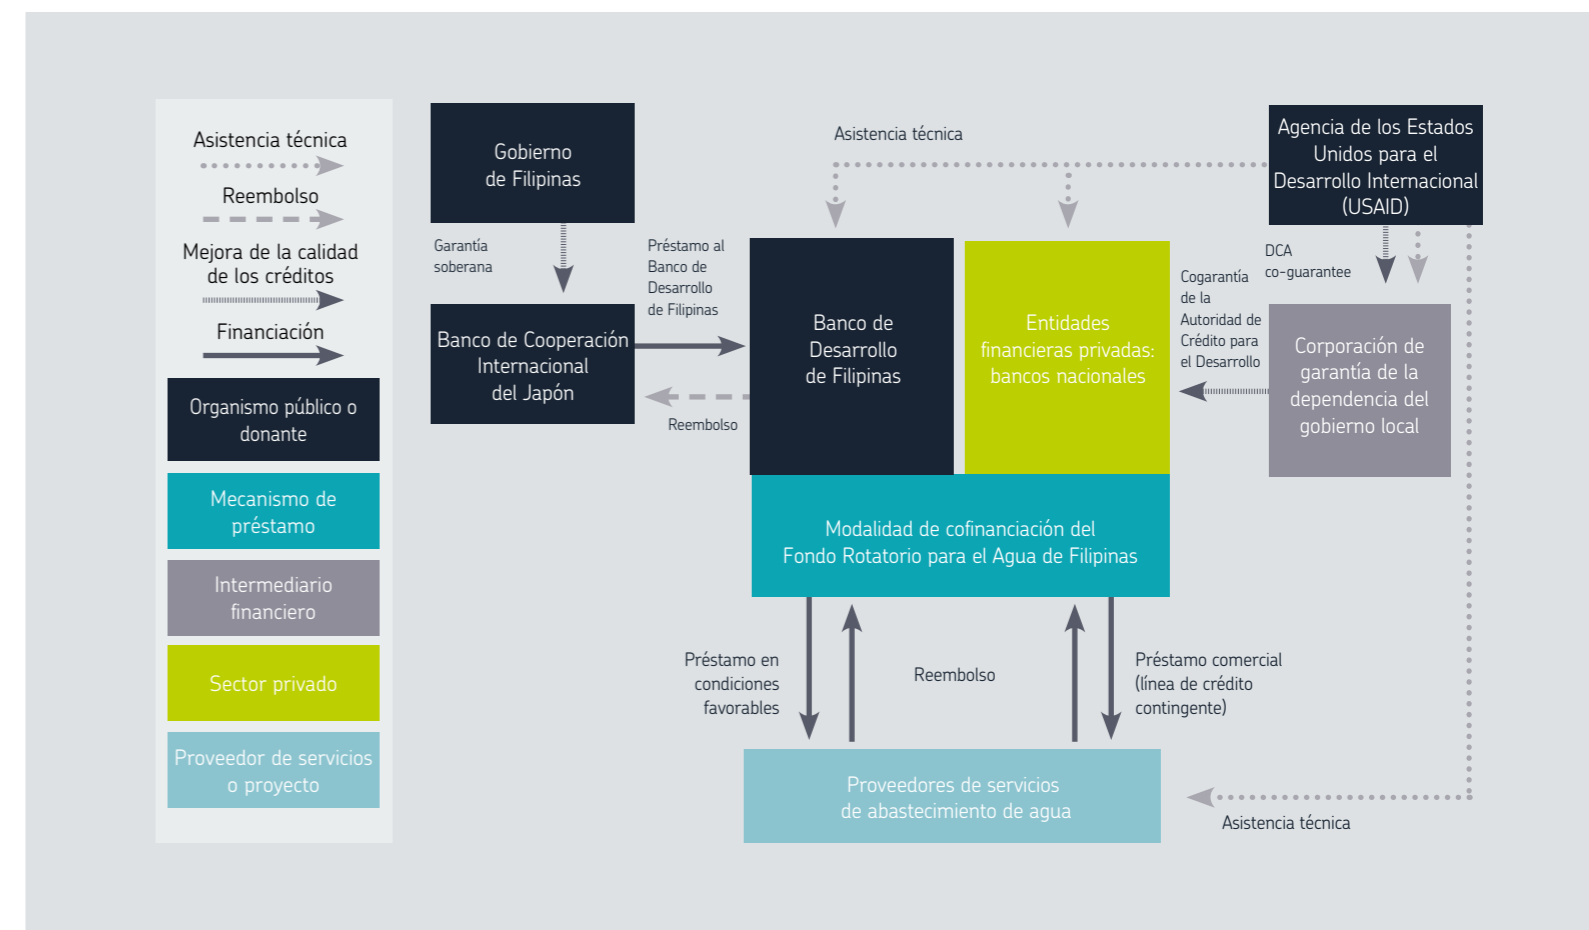 Asistencia técnica
Reembolso
Mejora de la calidad
de los créditos
Financiación
Organismo público o
donante
Mecanismo de
préstamo
Intermediario
financiero
Sector privado
Proveedor de servicios
o proyecto
Gobierno
de Filipinas
Garantía
soberana
Banco de Cooperación
Internacional
del Japón
Préstamo al
Banco de
Desarrollo
de Filipinas
Reembolso
Asistencia técnica
Banco de
Desarrollo
de Filipinas
Entidades
financieras privadas:
bancos nacionales
Agencia de los Estados
Unidos para el
Desarrollo Internacional
(USAID)
DCA
co-guarantee
Cogarantía
de la
Autoridad de
Crédito para
el Desarrollo
Corporación de
garantía de la
dependencia del
gobierno local
Modalidad de cofinanciación del
Fondo Rotatorio para el Agua de Filipinas
Préstamo en
condiciones
favorables
Reembolso
Préstamo comercial
(línea de crédito
contingente)
Proveedores de servicios
de abastecimiento de agua
Asistencia técnica